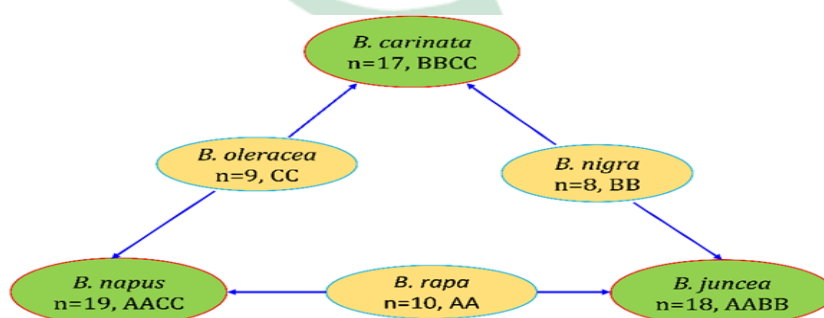 B. carinata
n=17, BBCC
B. oleracea
n=9, CC
B. nigra
n=8, BB
B. napus
n=19, AACC
B. rapa
n=10, AA
B. juncea
n=18, AABB